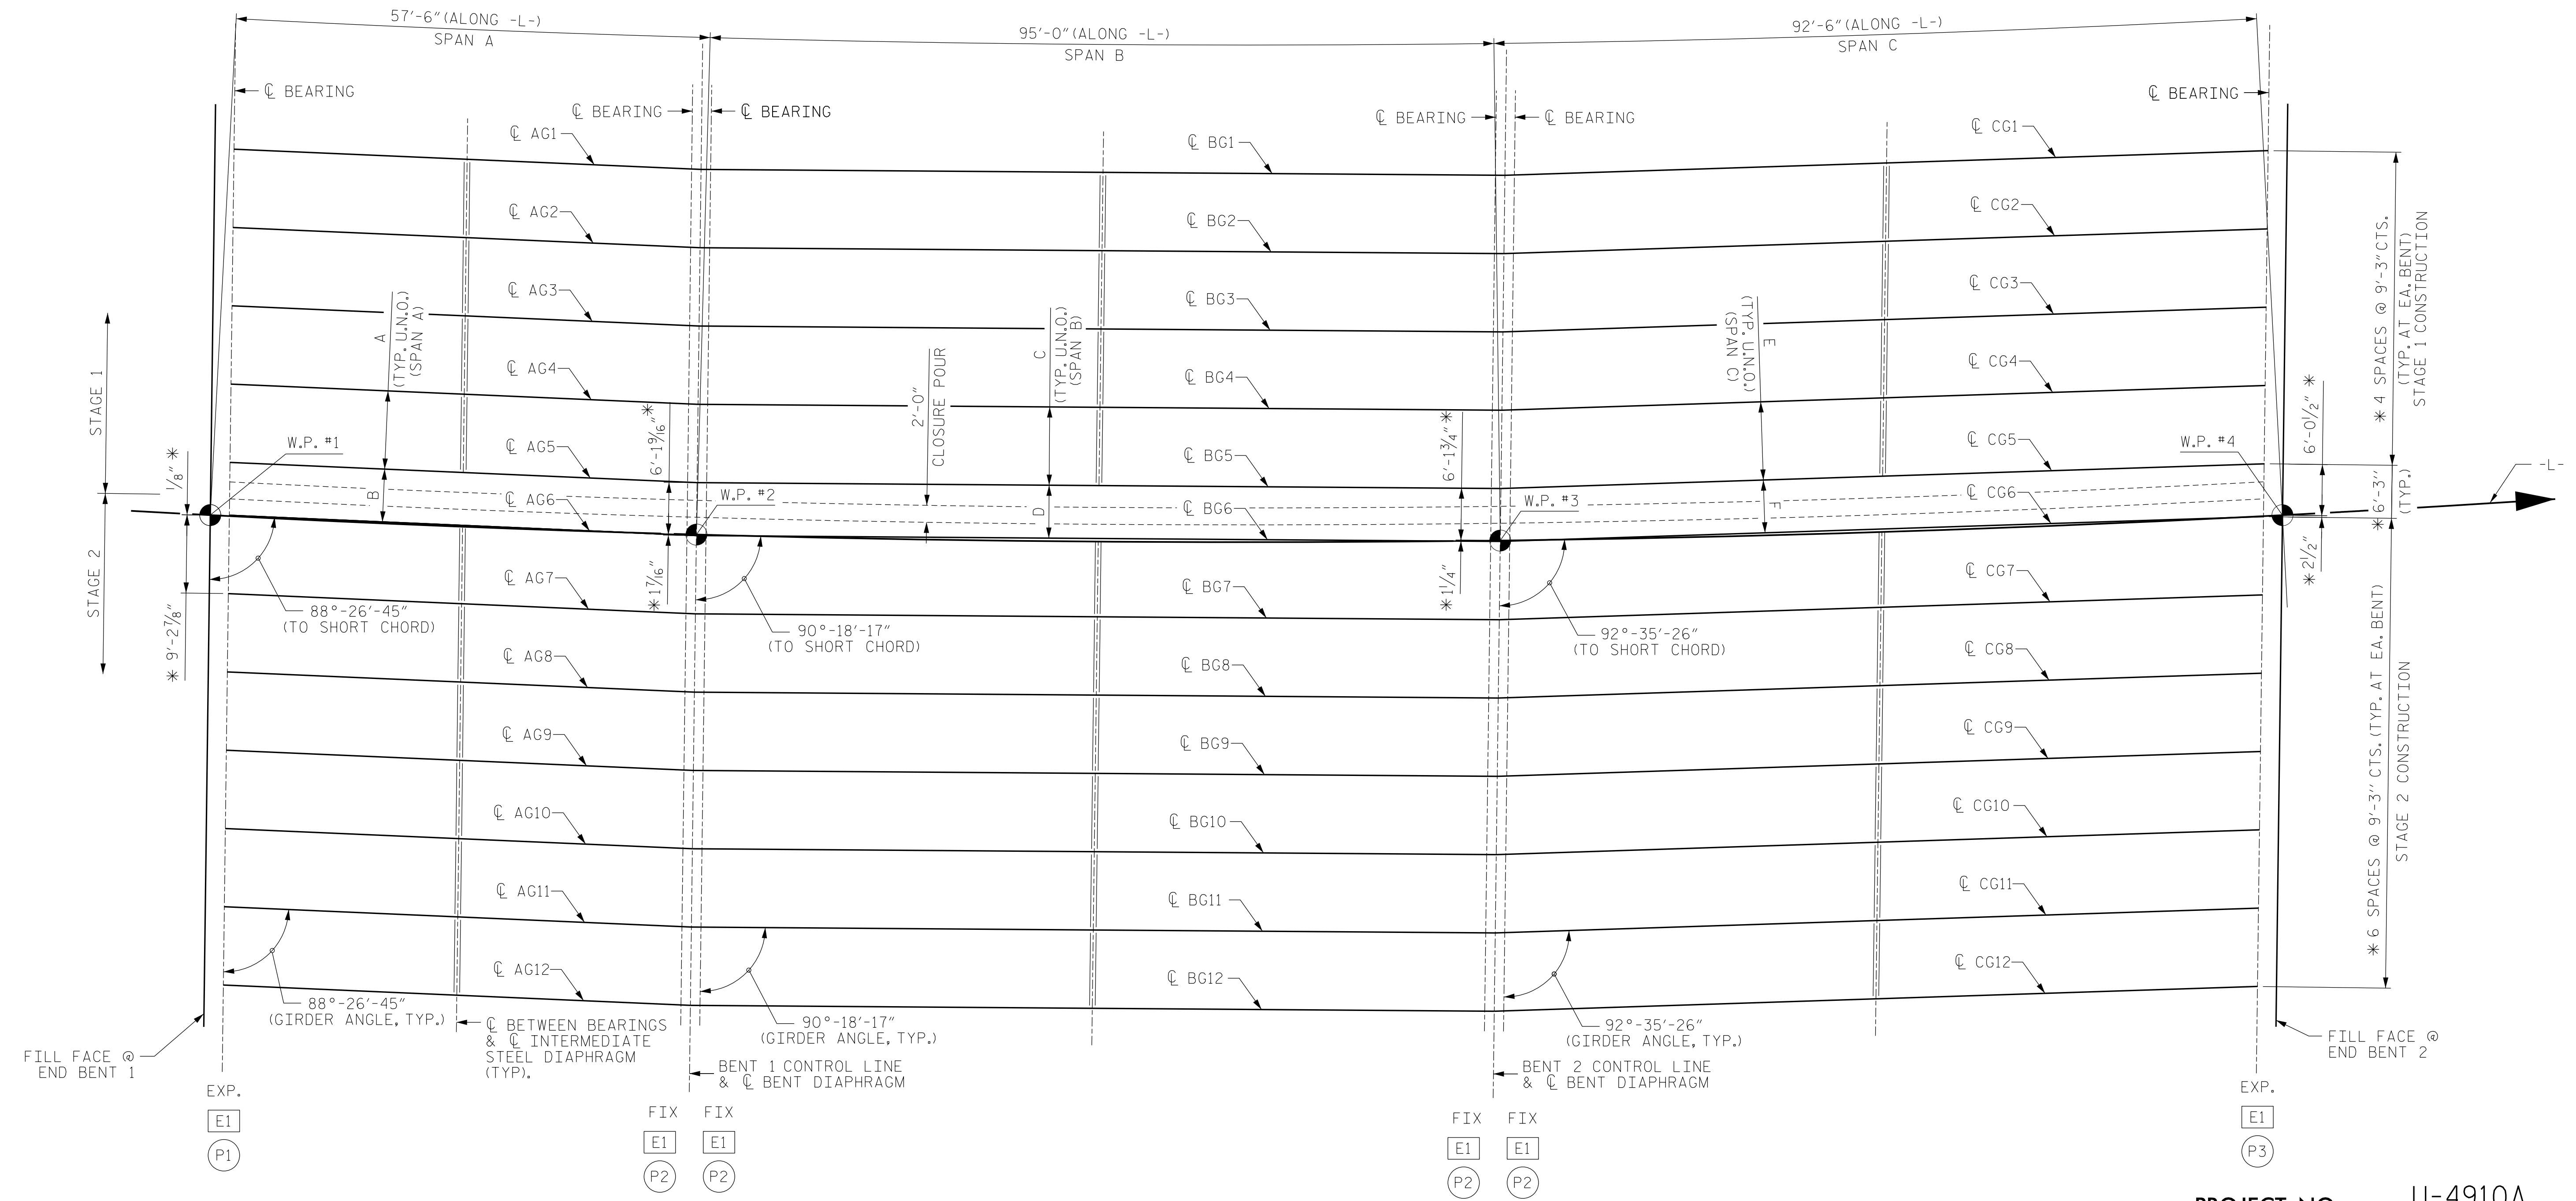 57'-6" (ALONG -L-)
SPAN A
95'-0" (ALONG -L-)
SPAN B
92'-6" (ALONG -L-)
SPAN C
℄ BEARING
℄ BEARING
℄ BEARING
℄ BEARING
℄ BEARING
℄ BEARING
℄ AG1
℄ BG1
℄ CG1
℄ AG2
℄ BG2
℄ CG2
℄ AG3
℄ BG3
℄ CG3
℄ AG4
℄ BG4
℄ CG4
℄ AG5
℄ BG5
℄ CG5
℄ AG6
℄ BG6
℄ CG6
℄ AG7
℄ BG7
℄ CG7
℄ AG8
℄ BG8
℄ CG8
℄ AG9
℄ BG9
℄ CG9
℄ AG10
℄ BG10
℄ CG10
℄ AG11
℄ BG11
℄ CG11
℄ AG12
℄ BG12
℄ CG12
A
(TYP. U.N.O.)
(SPAN A)
B
C
(TYP. U.N.O.)
(SPAN B)
D
E
(TYP. U.N.O.)
(SPAN C)
F
2'-0"
CLOSURE POUR
STAGE 1
STAGE 2
1/8" *
* 9'-2 7/8"
6'-1 9/16" *
* 1 7/16"
6'-1 3/4" *
* 1 1/4"
6'-0 1/2" *
* 2 1/2"
* 4 SPACES @ 9'-3" CTS.
(TYP. AT EA. BENT)
STAGE 1 CONSTRUCTION
* 6'-3"
(TYP.)
* 6 SPACES @ 9'-3" CTS. (TYP. AT EA. BENT)
STAGE 2 CONSTRUCTION
W.P. #1
W.P. #2
W.P. #3
W.P. #4
-L-
88°-26'-45"
(TO SHORT CHORD)
90°-18'-17"
(TO SHORT CHORD)
92°-35'-26"
(TO SHORT CHORD)
88°-26'-45"
(GIRDER ANGLE, TYP.)
90°-18'-17"
(GIRDER ANGLE, TYP.)
92°-35'-26"
(GIRDER ANGLE, TYP.)
℄ BETWEEN BEARINGS
& ℄ INTERMEDIATE
STEEL DIAPHRAGM
(TYP).
BENT 1 CONTROL LINE
& ℄ BENT DIAPHRAGM
BENT 2 CONTROL LINE
& ℄ BENT DIAPHRAGM
FILL FACE @
END BENT 1
FILL FACE @
END BENT 2
EXP.
E1
P1
FIX FIX
E1 E1
P2 P2
FIX FIX
E1 E1
P2 P2
EXP.
E1
P3
PROJECT NO. U-4910A